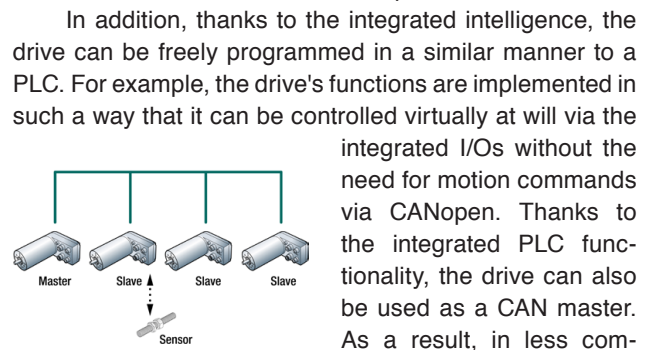 In addition, thanks to the integrated intelligence, the
drive can be freely programmed in a similar manner to a
PLC. For example, the drive's functions are implemented in
such a way that it can be controlled virtually at will via the
integrated I/Os without the
need for motion commands
via CANopen. Thanks to
the integrated PLC func-
tionality, the drive can also
be used as a CAN master.
As a result, in less com-
Master Slave Slave Slave
Sensor